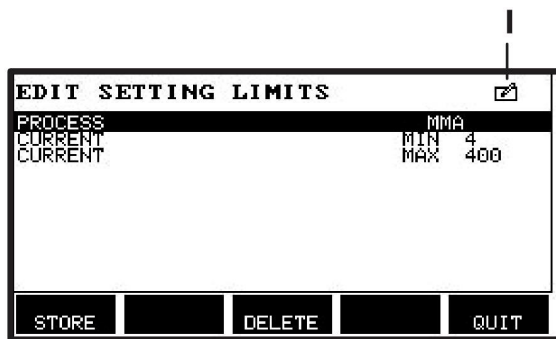 I
EDIT SETTING LIMITS
PROCESS MMA
CURRENT MIN 4
CURRENT MAX 400
STORE DELETE QUIT